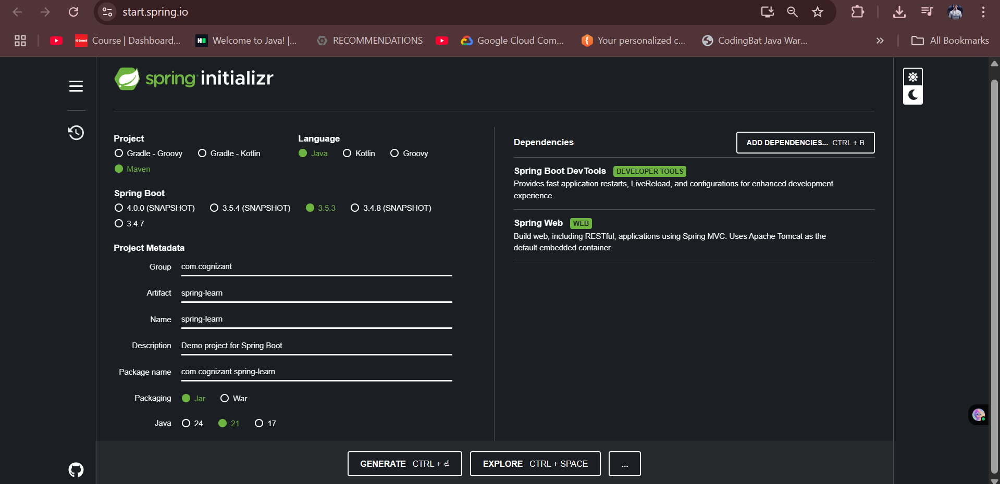 start.spring.io
Course | Dashboard...
Welcome to Java! |...
RECOMMENDATIONS
Google Cloud Com...
Your personalized c...
CodingBat Java War...
All Bookmarks
spring initializr
Project
Gradle - Groovy
Gradle - Kotlin
Maven
Language
Java
Kotlin
Groovy
Spring Boot
4.0.0 (SNAPSHOT)
3.5.4 (SNAPSHOT)
3.5.3
3.4.8 (SNAPSHOT)
3.4.7
Project Metadata
Group com.cognizant
Artifact spring-learn
Name spring-learn
Description Demo project for Spring Boot
Package name com.cognizant.spring-learn
Packaging Jar War
Java 24 21 17
Dependencies
ADD DEPENDENCIES... CTRL + B
Spring Boot DevTools DEVELOPER TOOLS
Provides fast application restarts, LiveReload, and configurations for enhanced development
experience.
Spring Web WEB
Build web, including RESTful, applications using Spring MVC. Uses Apache Tomcat as the
default embedded container.
GENERATE CTRL + ⏎
EXPLORE CTRL + SPACE
...